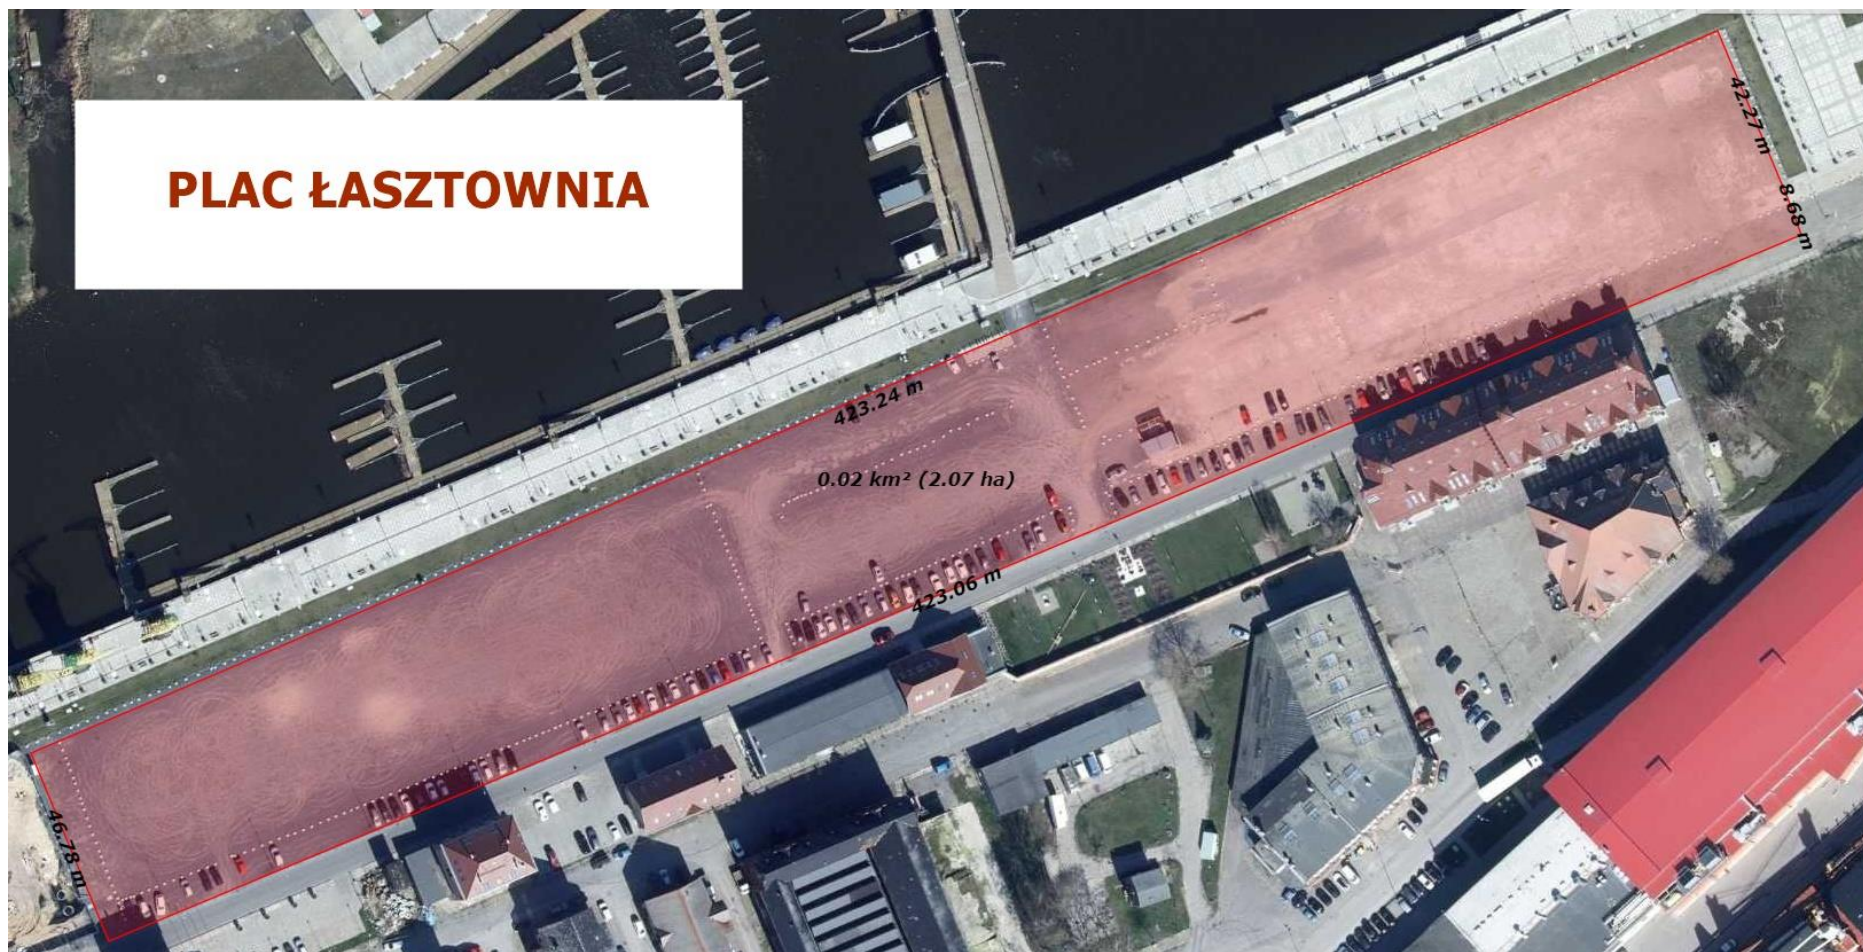 PLAC ŁASZTOWNIA
42.27 m
8.68 m
423.24 m
0.02 km² (2.07 ha)
423.06 m
46.78 m